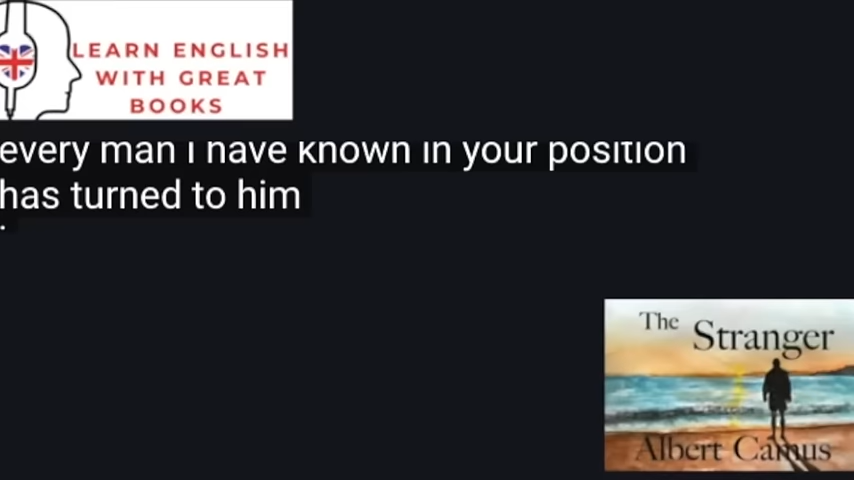 LEARN ENGLISH
WITH GREAT
BOOKS
every man I have known in your position
has turned to him
The Stranger
Albert Camus